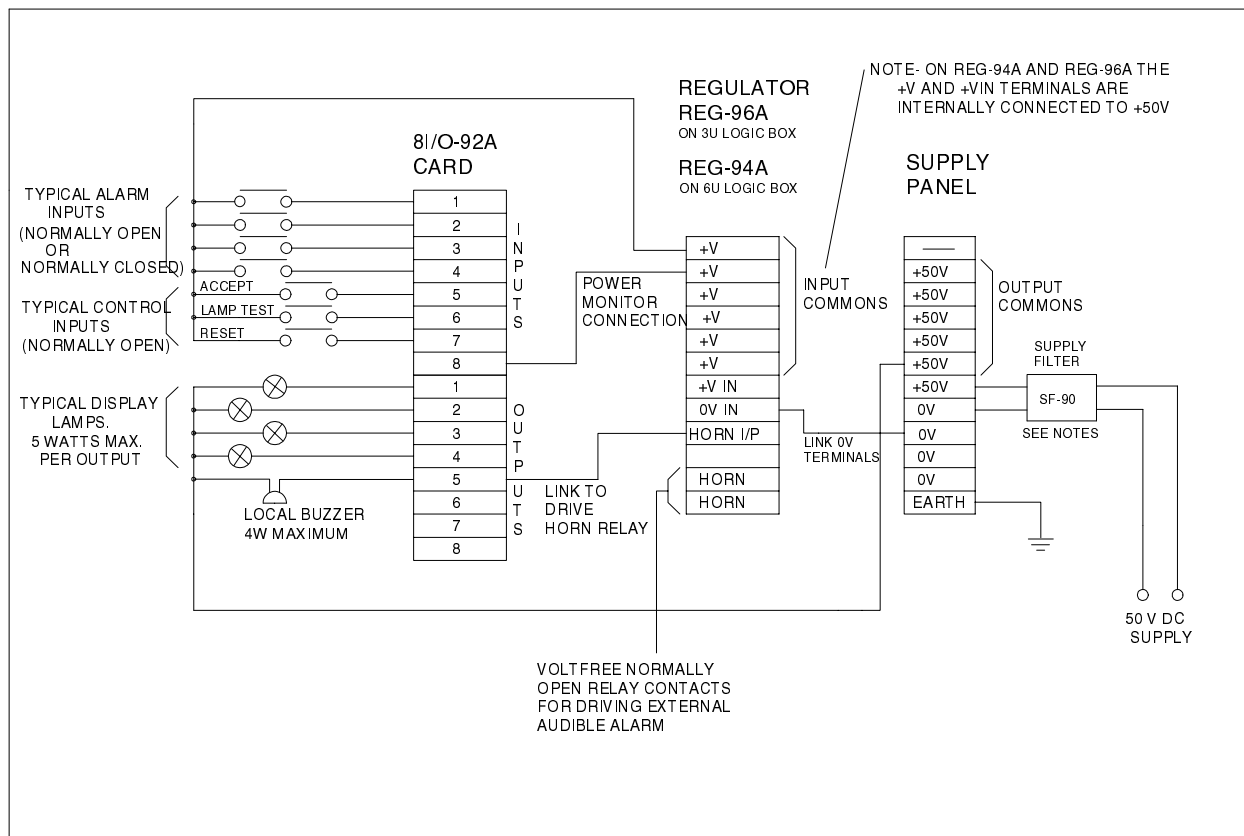 NOTE- ON REG-94A AND REG-96A THE
+V AND +VIN TERMINALS ARE
INTERNALLY CONNECTED TO +50V
REGULATOR
REG-96A
ON 3U LOGIC BOX
REG-94A
ON 6U LOGIC BOX
8I/O-92A
CARD
SUPPLY
PANEL
TYPICAL ALARM
INPUTS
(NORMALLY OPEN
OR
NORMALLY CLOSED)
TYPICAL CONTROL
INPUTS
(NORMALLY OPEN)
ACCEPT
LAMP TEST
RESET
TYPICAL DISPLAY
LAMPS.
5 WATTS MAX.
PER OUTPUT
LOCAL BUZZER
4W MAXIMUM
1
2
3
4
5
6
7
8
INPUTS
1
2
3
4
5
6
7
8
OUTPUTS
POWER
MONITOR
CONNECTION
LINK TO
DRIVE
HORN RELAY
+V
+V
+V
+V
+V
+V
+V IN
0V IN
HORN I/P
HORN
HORN
INPUT
COMMONS
LINK 0V
TERMINALS
+50V
+50V
+50V
+50V
+50V
+50V
0V
0V
0V
0V
EARTH
OUTPUT
COMMONS
SUPPLY
FILTER
SF-90
SEE NOTES
50 V DC
SUPPLY
VOLTFREE NORMALLY
OPEN RELAY CONTACTS
FOR DRIVING EXTERNAL
AUDIBLE ALARM